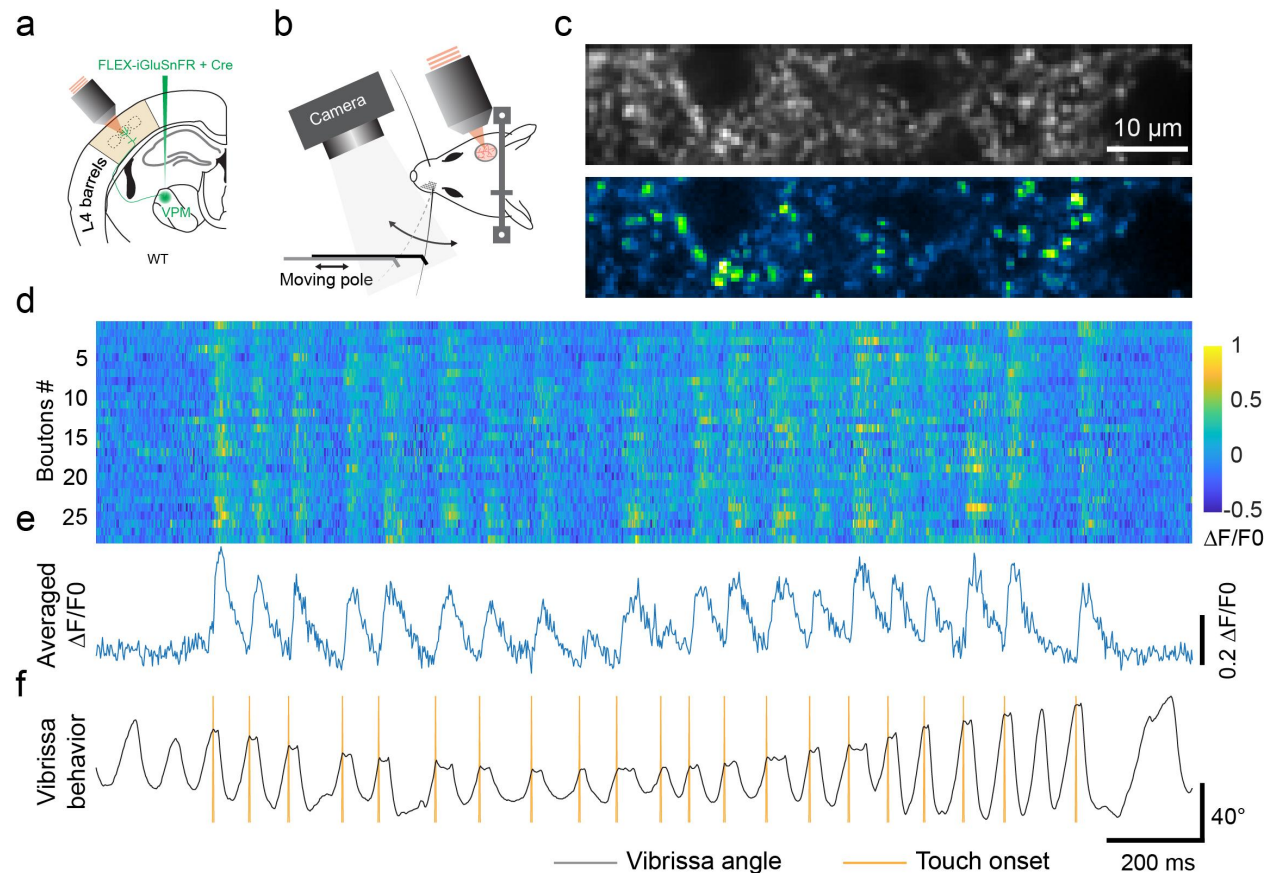 a
FLEX-iGluSnFR + Cre
L4 barrels
VPM
WT
b
Camera
Moving pole
c
10 µm
d
Boutons #
5
10
15
20
25
1
0.5
0
-0.5
ΔF/F0
e
Averaged
ΔF/F0
0.2 ΔF/F0
f
Vibrissa
behavior
40°
200 ms
Vibrissa angle
Touch onset